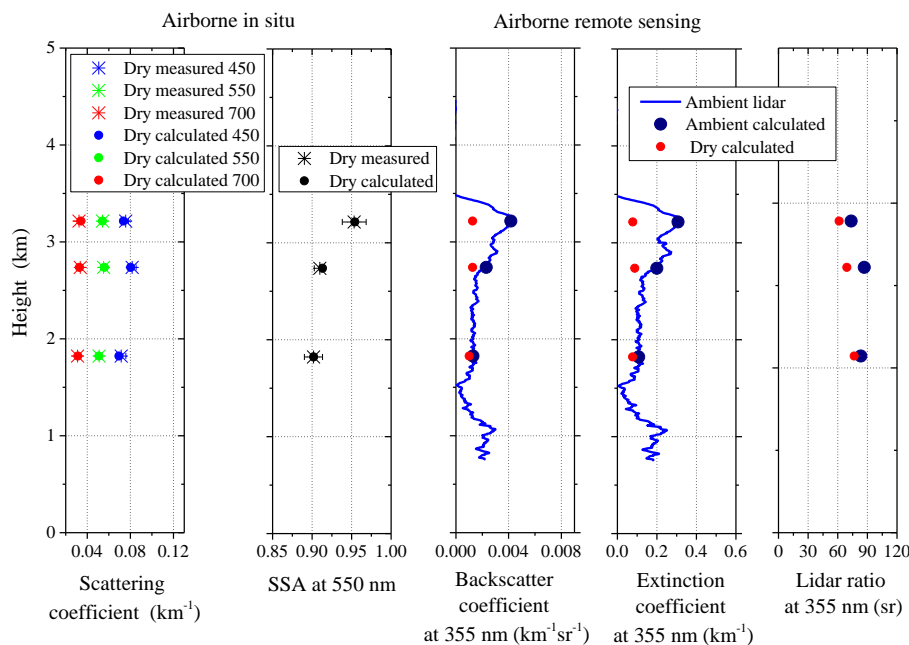 Airborne in situ
Airborne remote sensing
5
4
3
2
1
0
Height (km)
Dry measured 450
Dry measured 550
Dry measured 700
Dry calculated 450
Dry calculated 550
Dry calculated 700
Dry measured
Dry calculated
Ambient lidar
Ambient calculated
Dry calculated
0.04 0.08 0.12
0.85 0.90 0.95 1.00
0.000 0.004 0.008
0.0 0.2 0.4 0.6
0 30 60 90 120
Scattering
coefficient (km-1)
SSA at 550 nm
Backscatter
coefficient
at 355 nm (km-1sr-1)
Extinction
coefficient
at 355 nm (km-1)
Lidar ratio
at 355 nm (sr)